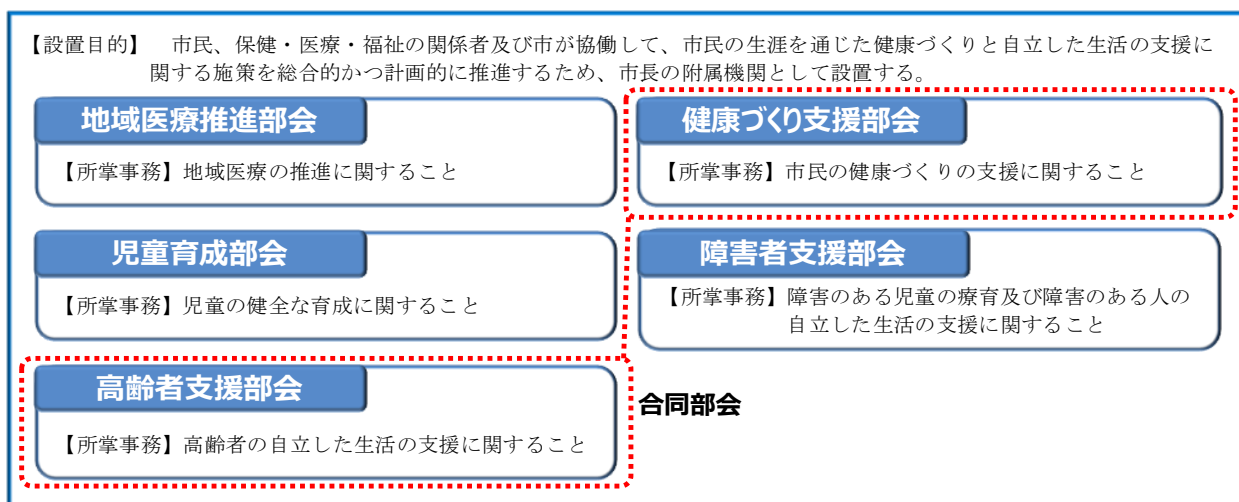 【設置目的】 市民、保健・医療・福祉の関係者及び市が協働して、市民の生涯を通じた健康づくりと自立した生活の支援に
関する施策を総合的かつ計画的に推進するため、市長の附属機関として設置する。
地域医療推進部会
【所掌事務】地域医療の推進に関すること
健康づくり支援部会
【所掌事務】市民の健康づくりの支援に関すること
児童育成部会
【所掌事務】児童の健全な育成に関すること
障害者支援部会
【所掌事務】障害のある児童の療育及び障害のある人の
自立した生活の支援に関すること
高齢者支援部会
【所掌事務】高齢者の自立した生活の支援に関すること
合同部会